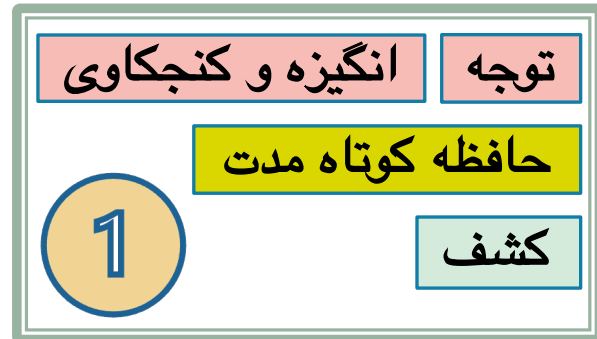 توجه انگیزه و کنجکاوی
حافظه کوتاه مدت
کشف
1